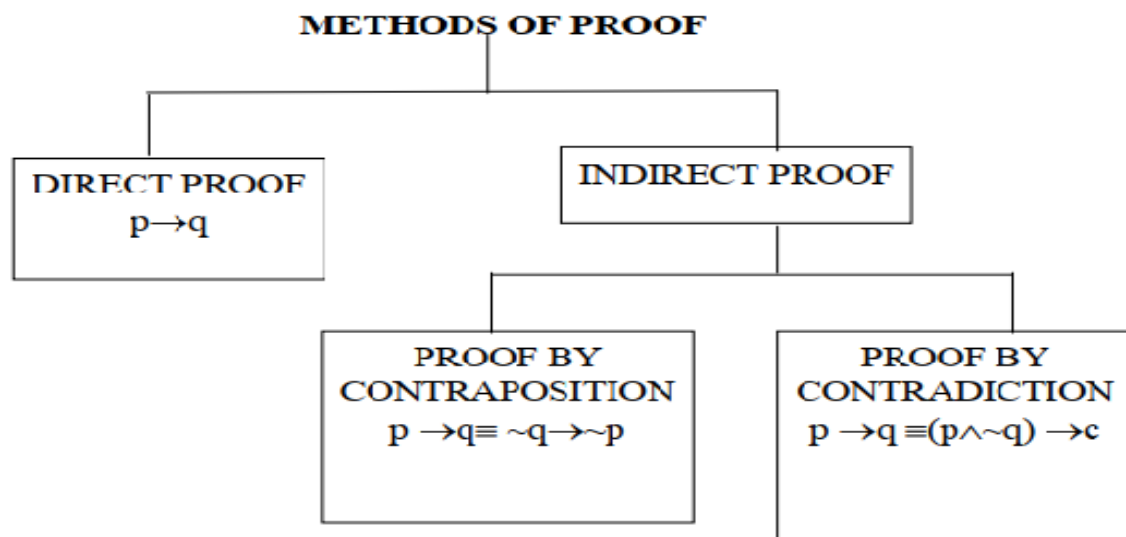 METHODS OF PROOF
DIRECT PROOF
p→q
INDIRECT PROOF
PROOF BY
CONTRAPOSITION
p →q≡ ~q→~p
PROOF BY
CONTRADICTION
p →q ≡(p∧~q) →c